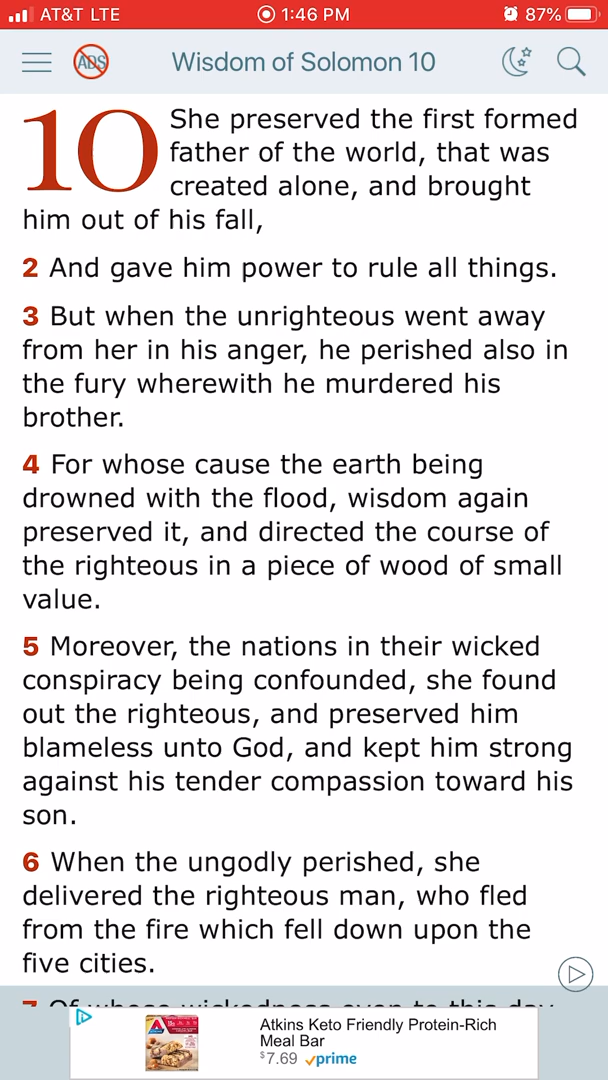 AT&T LTE 1:46 PM 87%
ADS Wisdom of Solomon 10
10 She preserved the first formed
father of the world, that was
created alone, and brought
him out of his fall,
2 And gave him power to rule all things.
3 But when the unrighteous went away
from her in his anger, he perished also in
the fury wherewith he murdered his
brother.
4 For whose cause the earth being
drowned with the flood, wisdom again
preserved it, and directed the course of
the righteous in a piece of wood of small
value.
5 Moreover, the nations in their wicked
conspiracy being confounded, she found
out the righteous, and preserved him
blameless unto God, and kept him strong
against his tender compassion toward his
son.
6 When the ungodly perished, she
delivered the righteous man, who fled
from the fire which fell down upon the
five cities.
7 Of whose wickedness even to this day
Atkins Keto Friendly Protein-Rich
Meal Bar
$7.69 prime